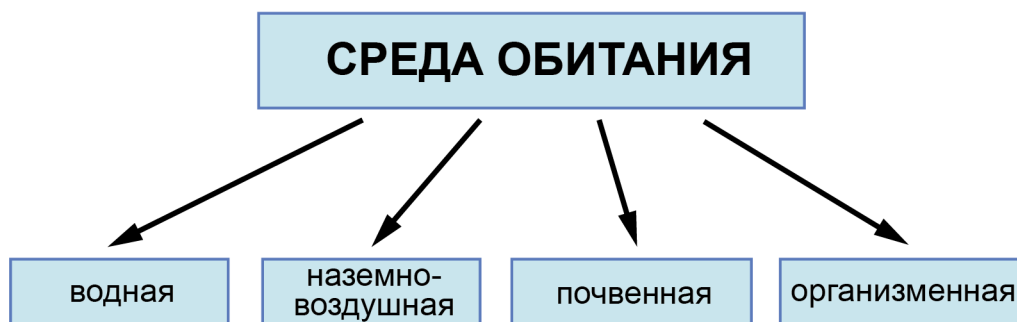 СРЕДА ОБИТАНИЯ
водная
наземно-
воздушная
почвенная
организменная